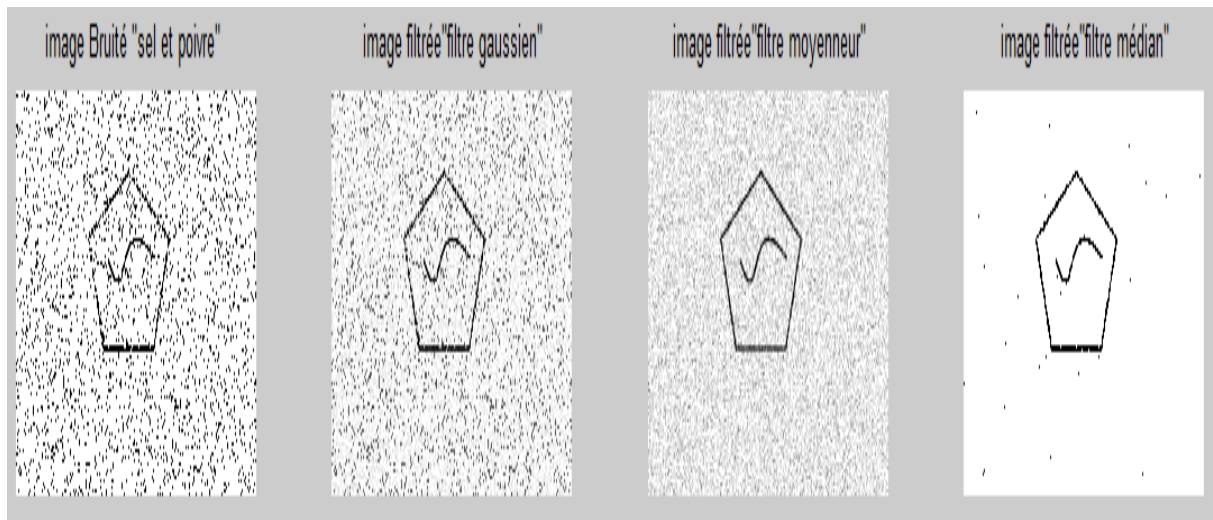 image Bruité "sel et poivre"
image filtrée"filtre gaussien"
image filtrée"filtre moyenneur"
image filtrée"filtre médian"